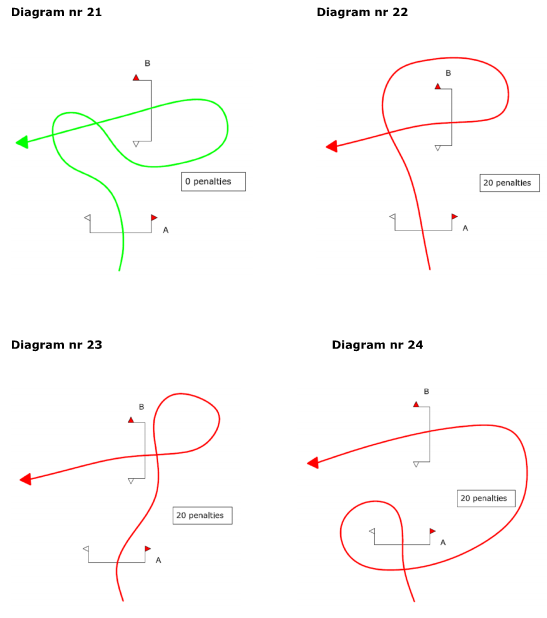 Diagram nr 21
Diagram nr 22
B
B
0 penalties
20 penalties
A
A
Diagram nr 23
Diagram nr 24
B
B
20 penalties
20 penalties
A
A